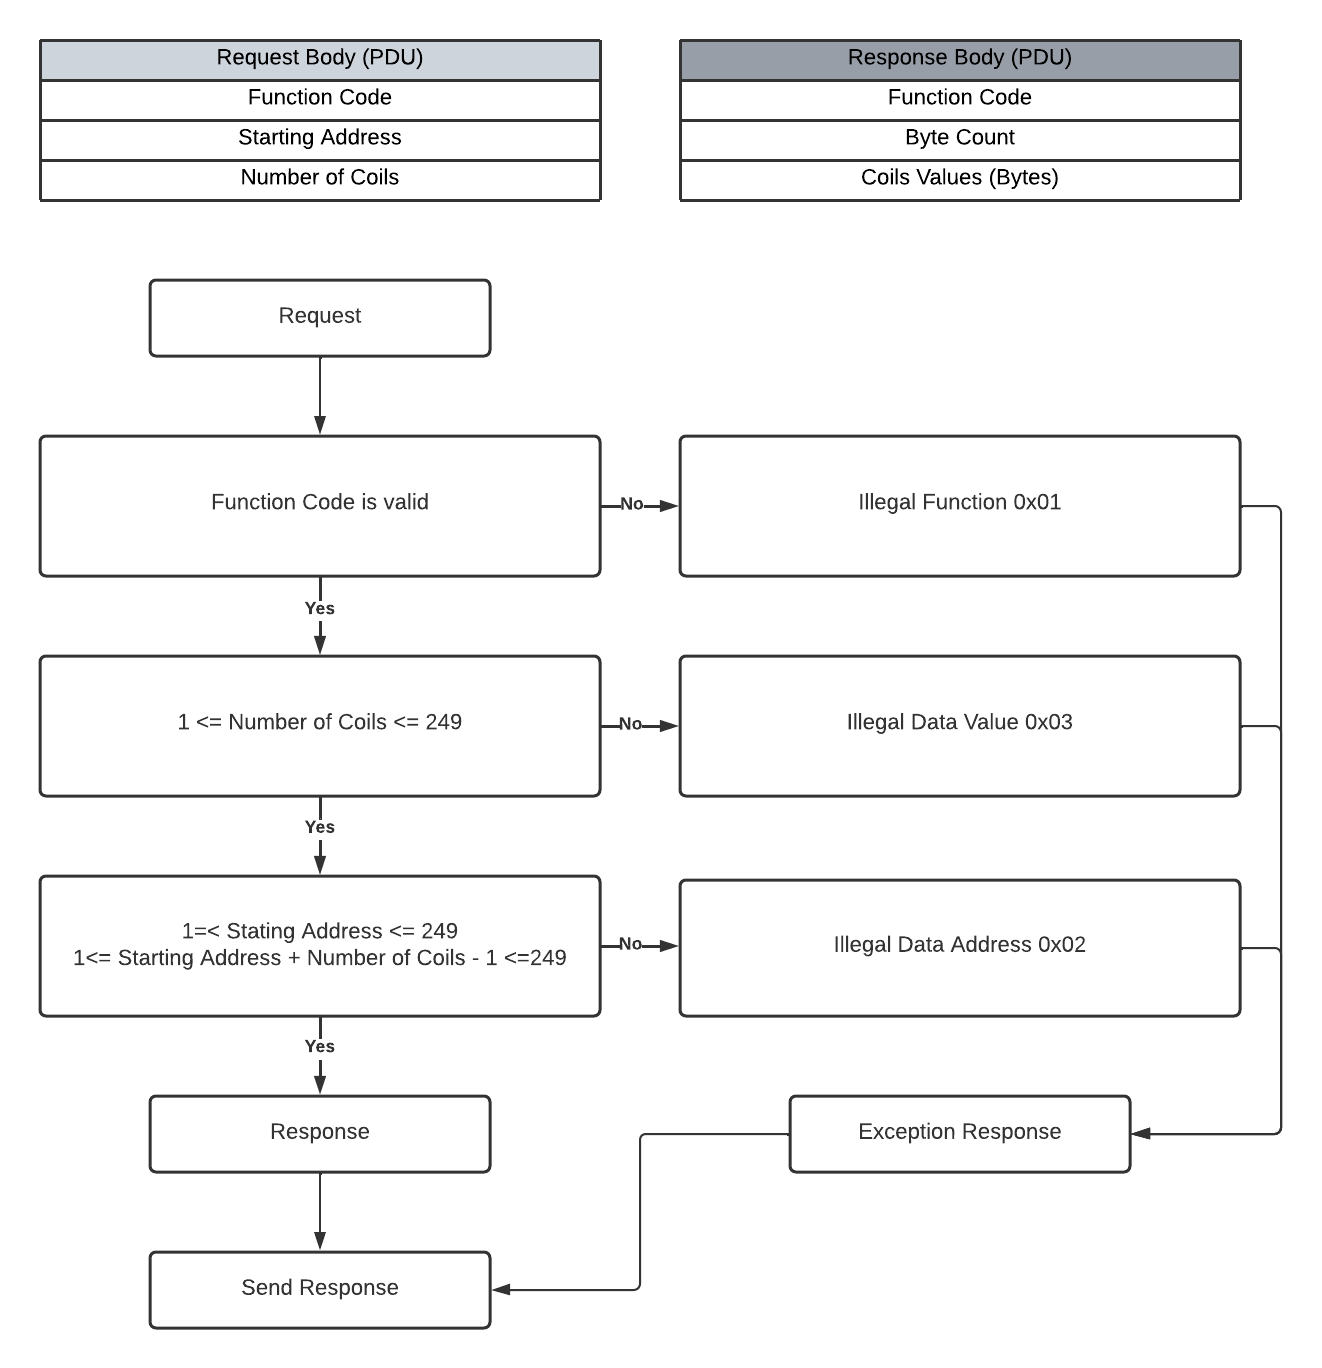 Request Body (PDU)
Function Code
Starting Address
Number of Coils
Response Body (PDU)
Function Code
Byte Count
Coils Values (Bytes)
Request
Function Code is valid
No
Illegal Function 0x01
Yes
1 <= Number of Coils <= 249
No
Illegal Data Value 0x03
Yes
1=< Stating Address <= 249
1<= Starting Address + Number of Coils - 1 <=249
No
Illegal Data Address 0x02
Yes
Response
Exception Response
Send Response